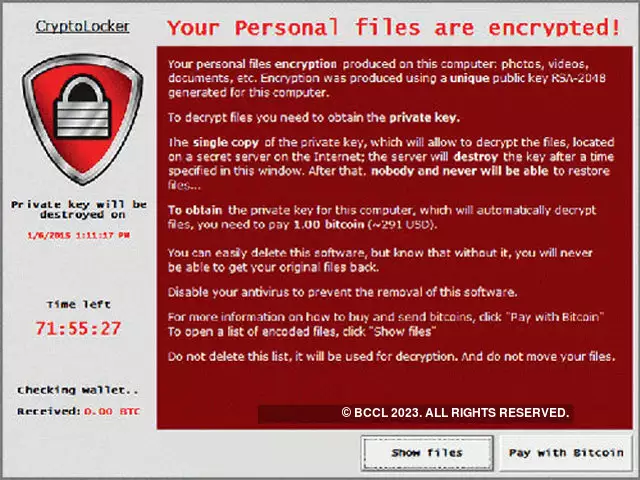 CryptoLocker
Your Personal files are encrypted!
Your personal files encryption produced on this computer: photos, videos,
documents, etc. Encryption was produced using a unique public key RSA-2048
generated for this computer.
To decrypt files you need to obtain the private key.
The single copy of the private key, which will allow to decrypt the files, located
on a secret server on the Internet; the server will destroy the key after a time
specified in this window. After that, nobody and never will be able to restore
files...
To obtain the private key for this computer, which will automatically decrypt
files, you need to pay 1.00 bitcoin (~291 USD).
You can easily delete this software, but know that without it, you will never
be able to get your original files back.
Disable your antivirus to prevent the removal of this software.
For more information on how to buy and send bitcoins, click "Pay with Bitcoin"
To open a list of encoded files, click "Show files"
Do not delete this list, it will be used for decryption. And do not move your files.
Private key will be
destroyed on
1/6/2015 1:11:17 PM
Time left
71:55:27
Checking wallet..
Received: 0.00 BTC
© BCCL 2023. ALL RIGHTS RESERVED.
Show files
Pay with Bitcoin